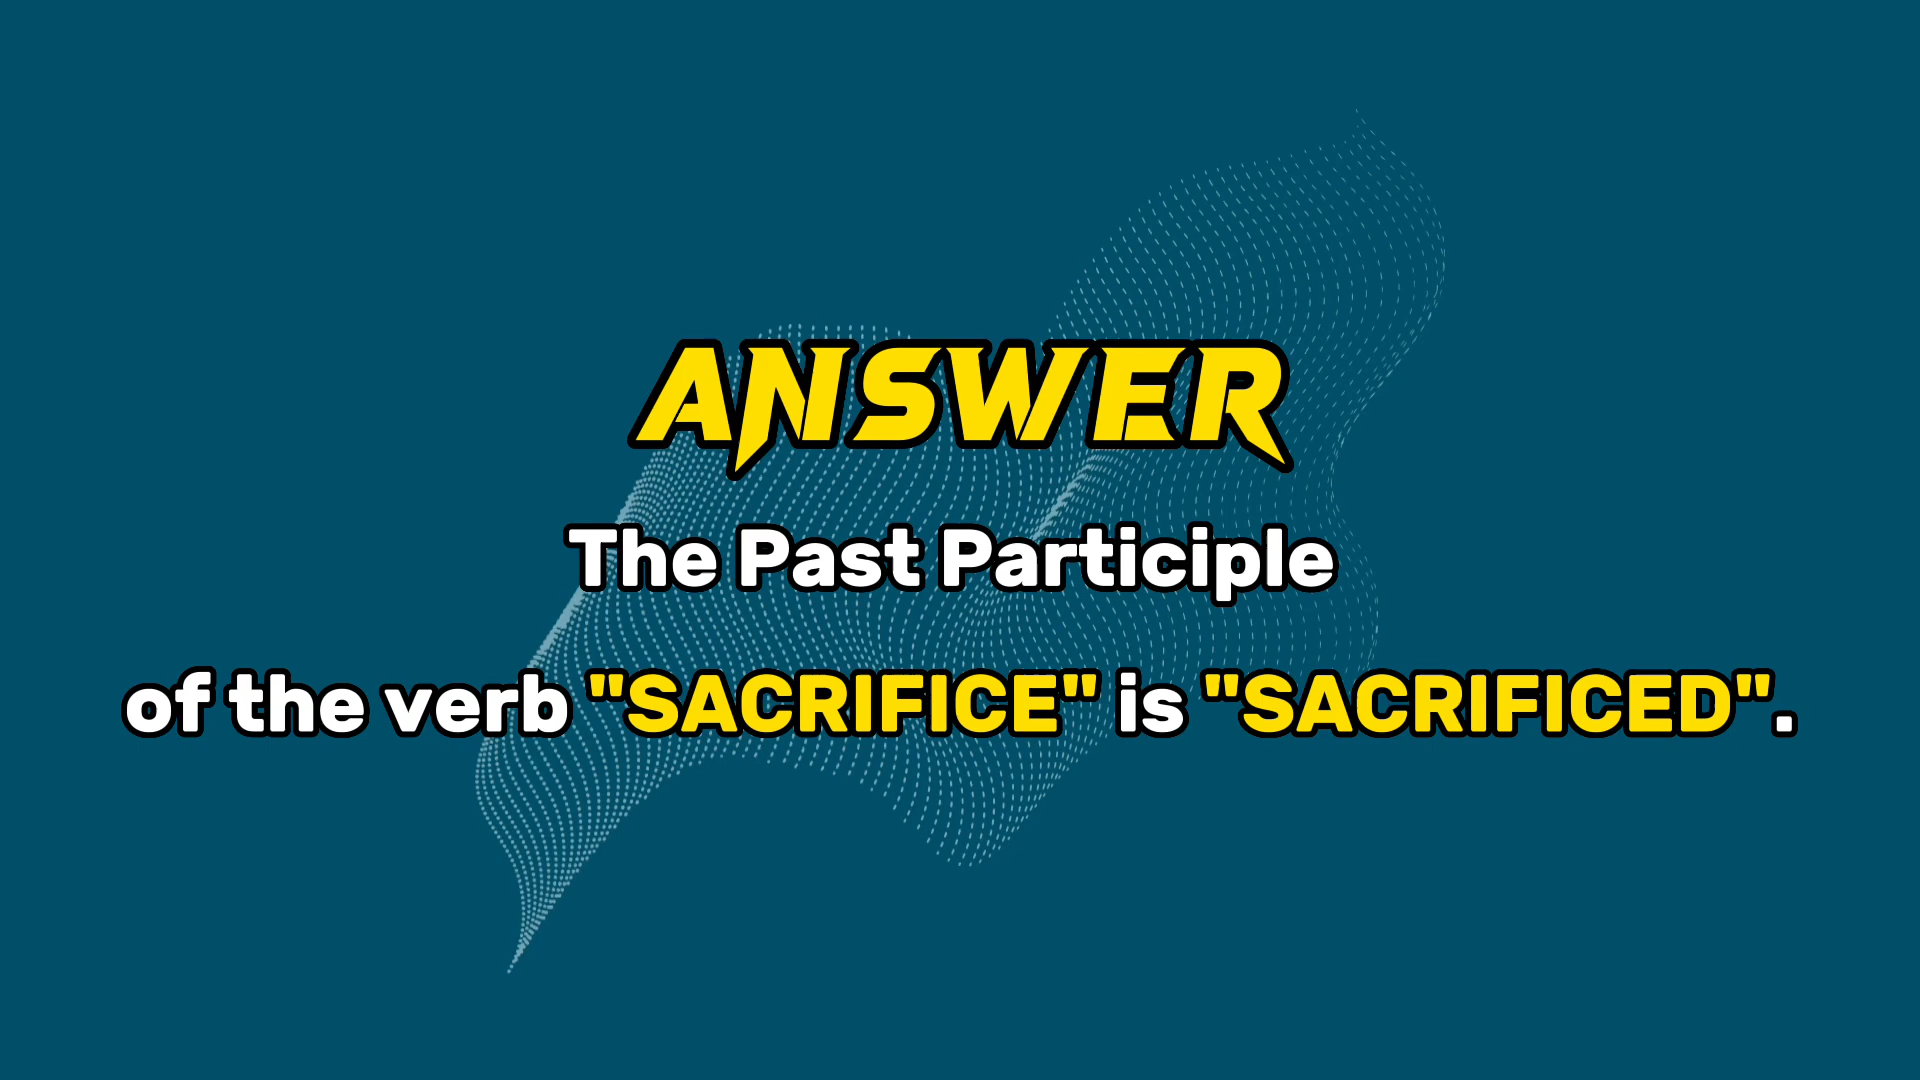 ANSWER
The Past Participle
of the verb "SACRIFICE" is "SACRIFICED".